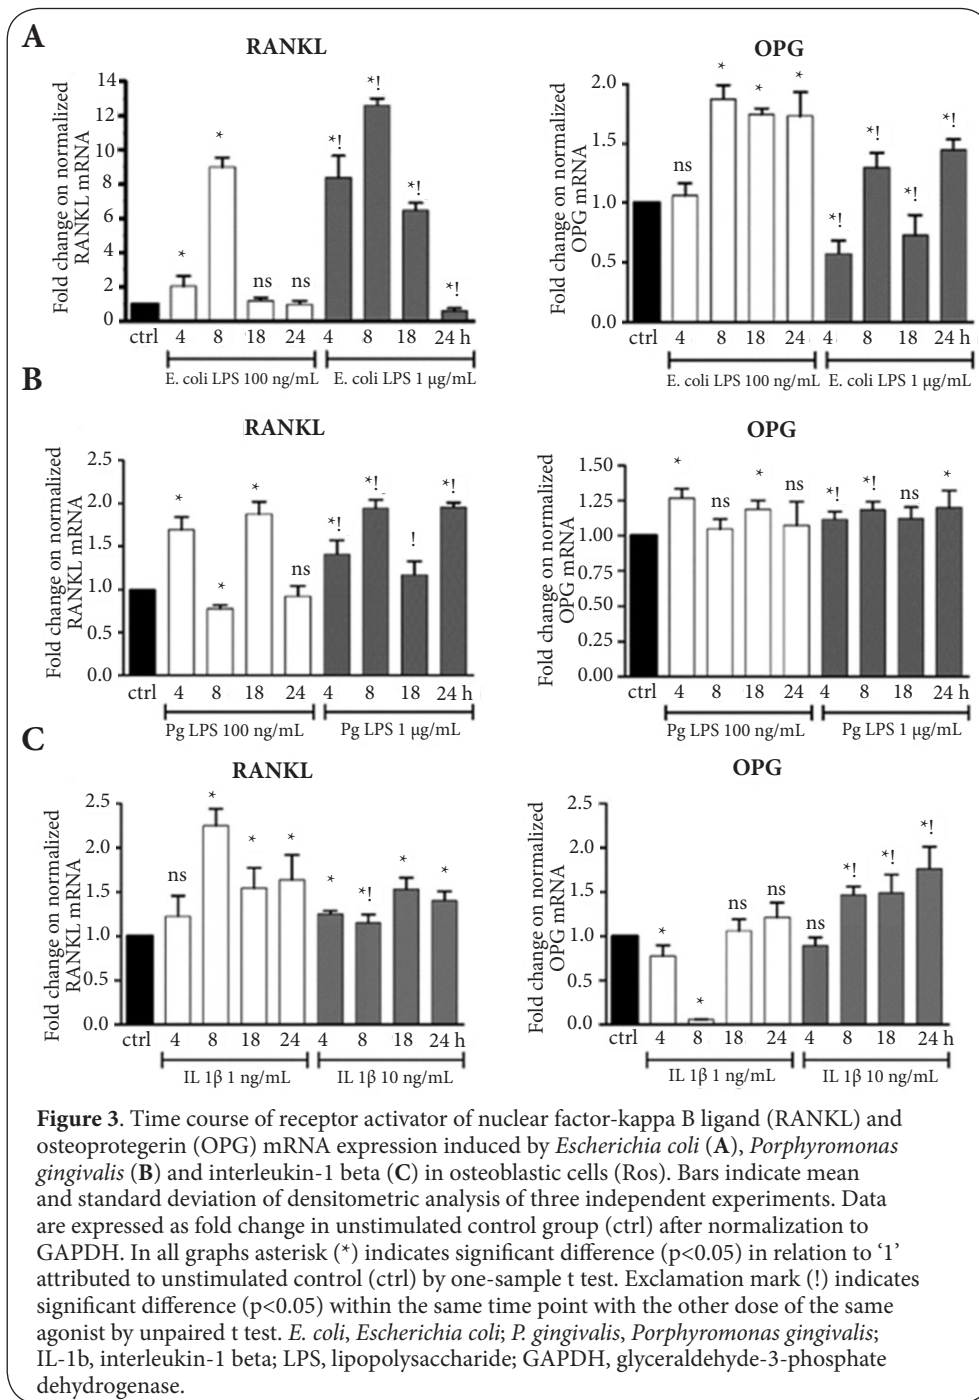 A
RANKL
Fold change on normalized
RANKL mRNA
14
12
10
8
6
4
2
0
* * ns ns *! *! *! *!
ctrl 4 8 18 24 4 8 18 24 h
E. coli LPS 100 ng/mL E. coli LPS 1 µg/mL
OPG
Fold change on normalized
OPG mRNA
2.0
1.5
1.0
0.5
0.0
ns * * * *! *! *! *!
ctrl 4 8 18 24 4 8 18 24 h
E. coli LPS 100 ng/mL E. coli LPS 1 µg/mL
B
RANKL
Fold change on normalized
RANKL mRNA
2.5
2.0
1.5
1.0
0.5
0.0
* * * ns *! *! ! *!
ctrl 4 8 18 24 4 8 18 24 h
Pg LPS 100 ng/mL Pg LPS 1 µg/mL
OPG
Fold change on normalized
OPG mRNA
1.50
1.25
1.00
0.75
0.50
0.25
0.00
* ns * ns *! *! ns *
ctrl 4 8 18 24 4 8 18 24 h
Pg LPS 100 ng/mL Pg LPS 1 µg/mL
C
RANKL
Fold change on normalized
RANKL mRNA
2.5
2.0
1.5
1.0
0.5
0.0
ns * * * * *! * *
ctrl 4 8 18 24 4 8 18 24 h
IL 1β 1 ng/mL IL 1β 10 ng/mL
OPG
Fold change on normalized
OPG mRNA
2.5
2.0
1.5
1.0
0.5
0.0
* * ns ns ns *! *! *!
ctrl 4 8 18 24 4 8 18 24 h
IL 1β 1 ng/mL IL 1β 10 ng/mL
Figure 3. Time course of receptor activator of nuclear factor-kappa B ligand (RANKL) and
osteoprotegerin (OPG) mRNA expression induced by Escherichia coli (A), Porphyromonas
gingivalis (B) and interleukin-1 beta (C) in osteoblastic cells (Ros). Bars indicate mean
and standard deviation of densitometric analysis of three independent experiments. Data
are expressed as fold change in unstimulated control group (ctrl) after normalization to
GAPDH. In all graphs asterisk (*) indicates significant difference (p<0.05) in relation to ‘1’
attributed to unstimulated control (ctrl) by one-sample t test. Exclamation mark (!) indicates
significant difference (p<0.05) within the same time point with the other dose of the same
agonist by unpaired t test. E. coli, Escherichia coli; P. gingivalis, Porphyromonas gingivalis;
IL-1b, interleukin-1 beta; LPS, lipopolysaccharide; GAPDH, glyceraldehyde-3-phosphate
dehydrogenase.